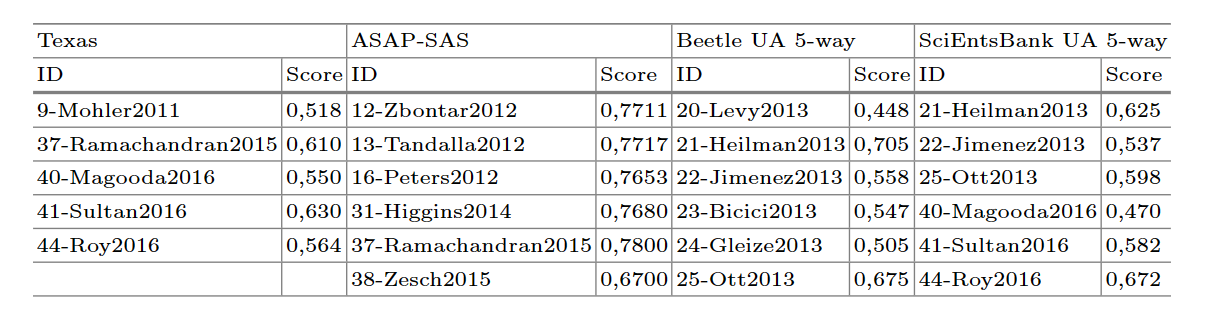 Texas ASAP-SAS Beetle UA 5-way SciEntsBank UA 5-way
ID Score ID Score ID Score ID Score
9-Mohler2011 0,518 12-Zbontar2012 0,7711 20-Levy2013 0,448 21-Heilman2013 0,625
37-Ramachandran2015 0,610 13-Tandalla2012 0,7717 21-Heilman2013 0,705 22-Jimenez2013 0,537
40-Magooda2016 0,550 16-Peters2012 0,7653 22-Jimenez2013 0,558 25-Ott2013 0,598
41-Sultan2016 0,630 31-Higgins2014 0,7680 23-Bicici2013 0,547 40-Magooda2016 0,470
44-Roy2016 0,564 37-Ramachandran2015 0,7800 24-Gleize2013 0,505 41-Sultan2016 0,582
38-Zesch2015 0,6700 25-Ott2013 0,675 44-Roy2016 0,672